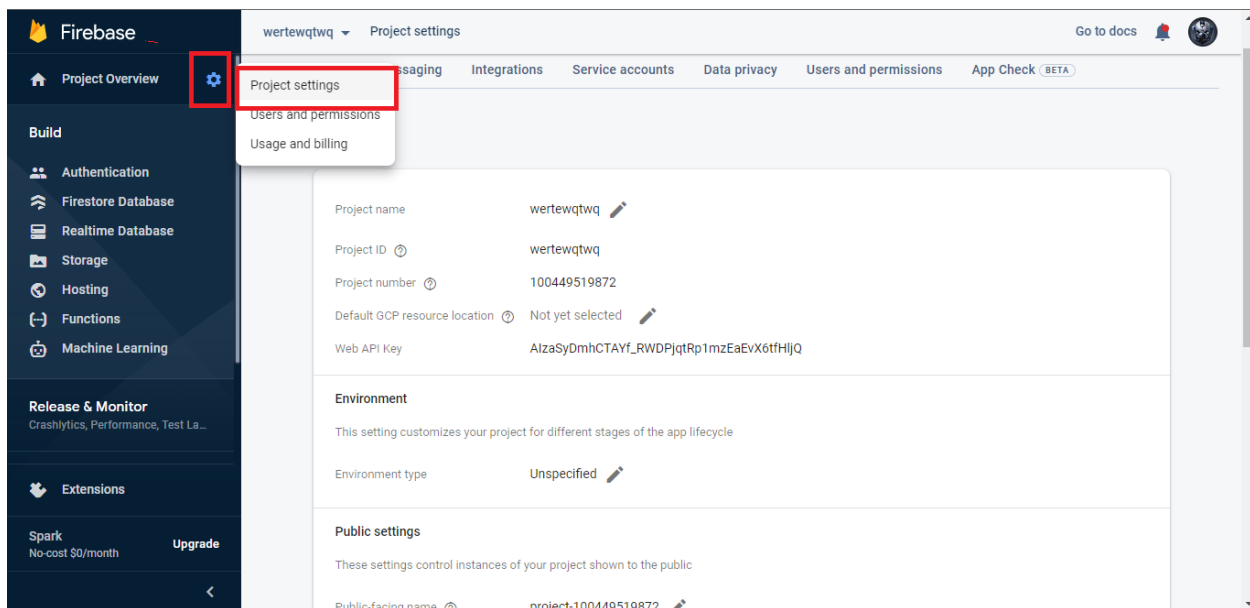 Firebase
wertewqtwq Project settings
Go to docs
Project Overview
ssaging Integrations Service accounts Data privacy Users and permissions App Check BETA
Project settings
Users and permissions
Usage and billing
Build
Authentication
Firestore Database
Realtime Database
Storage
Hosting
Functions
Machine Learning
Release & Monitor
Crashlytics, Performance, Test La...
Extensions
Spark
No-cost $0/month
Upgrade
Project name wertewqtwq
Project ID wertewqtwq
Project number 100449519872
Default GCP resource location Not yet selected
Web API Key AIzaSyDmhCTAYf_RWDPjqtRp1mzEaEvX6tfHljQ
Environment
This setting customizes your project for different stages of the app lifecycle
Environment type Unspecified
Public settings
These settings control instances of your project shown to the public
Public-facing name project-100449519872